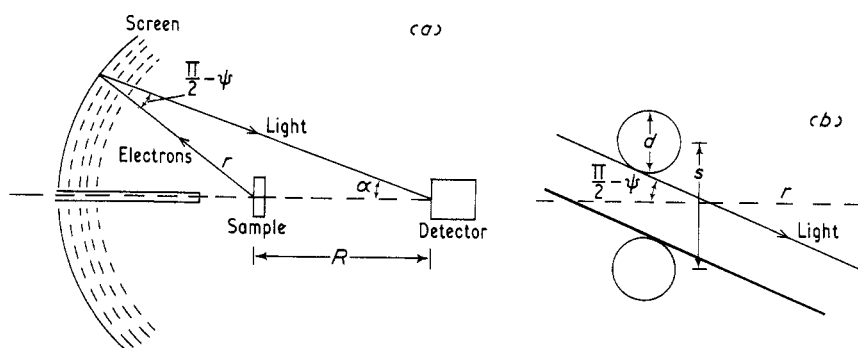 Screen
(a)
π/2 - ψ
Light
Electrons
r
α
Sample
Detector
R
(b)
d
s
π/2 - ψ
r
Light